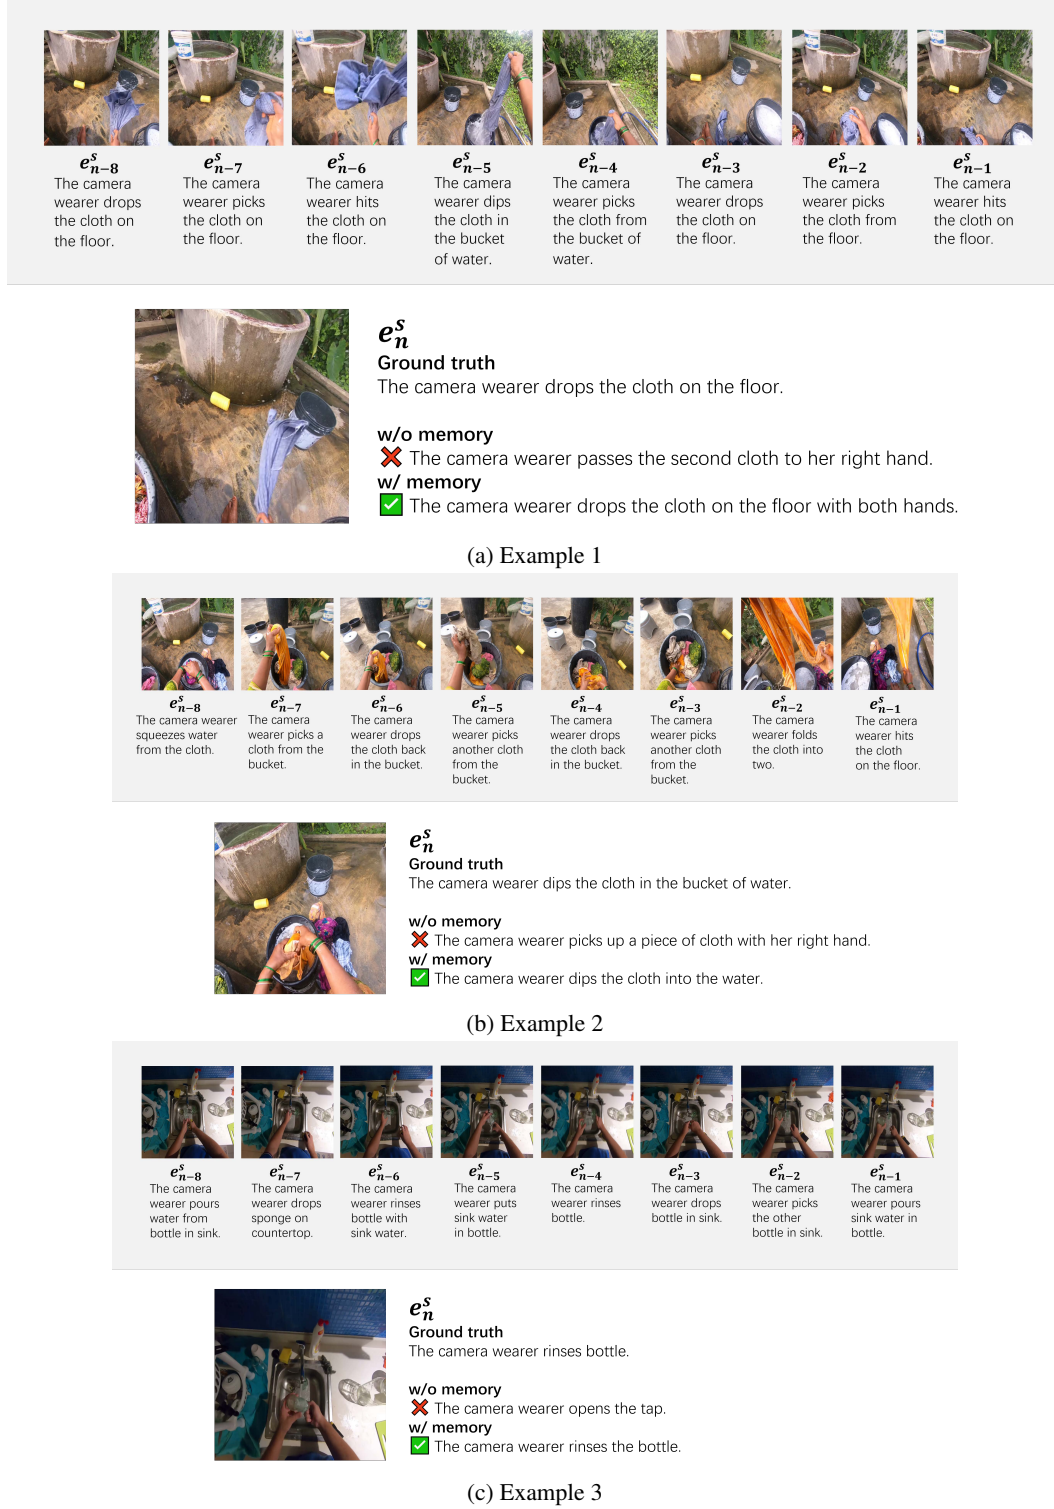 e^s_{n-8} e^s_{n-7} e^s_{n-6} e^s_{n-5} e^s_{n-4} e^s_{n-3} e^s_{n-2} e^s_{n-1}
The camera
wearer drops
the cloth on
the floor.
The camera
wearer picks
the cloth on
the floor.
The camera
wearer hits
the cloth on
the floor.
The camera
wearer dips
the cloth in
the bucket
of water.
The camera
wearer picks
the cloth from
the bucket of
water.
The camera
wearer drops
the cloth on
the floor.
The camera
wearer picks
the cloth from
the floor.
The camera
wearer hits
the cloth on
the floor.
e^s_n
Ground truth
The camera wearer drops the cloth on the floor.
w/o memory
❌ The camera wearer passes the second cloth to her right hand.
w/ memory
✅ The camera wearer drops the cloth on the floor with both hands.
(a) Example 1
e^s_{n-8} e^s_{n-7} e^s_{n-6} e^s_{n-5} e^s_{n-4} e^s_{n-3} e^s_{n-2} e^s_{n-1}
The camera wearer
squeezes water
from the cloth.
The camera
wearer picks a
cloth from the
bucket.
The camera
wearer drops
the cloth back
in the bucket.
The camera
wearer picks
another cloth
from the
bucket.
The camera
wearer drops
the cloth back
in the bucket.
The camera
wearer picks
another cloth
from the
bucket.
The camera
wearer folds
the cloth into
two.
The camera
wearer hits
the cloth
on the floor.
e^s_n
Ground truth
The camera wearer dips the cloth in the bucket of water.
w/o memory
❌ The camera wearer picks up a piece of cloth with her right hand.
w/ memory
✅ The camera wearer dips the cloth into the water.
(b) Example 2
e^s_{n-8} e^s_{n-7} e^s_{n-6} e^s_{n-5} e^s_{n-4} e^s_{n-3} e^s_{n-2} e^s_{n-1}
The camera
wearer pours
water from
bottle in sink.
The camera
wearer drops
sponge on
countertop.
The camera
wearer rinses
bottle with
sink water.
The camera
wearer puts
sink water
in bottle.
The camera
wearer rinses
bottle.
The camera
wearer drops
bottle in sink.
The camera
wearer picks
the other
bottle in sink.
The camera
wearer pours
sink water in
bottle.
e^s_n
Ground truth
The camera wearer rinses bottle.
w/o memory
❌ The camera wearer opens the tap.
w/ memory
✅ The camera wearer rinses the bottle.
(c) Example 3